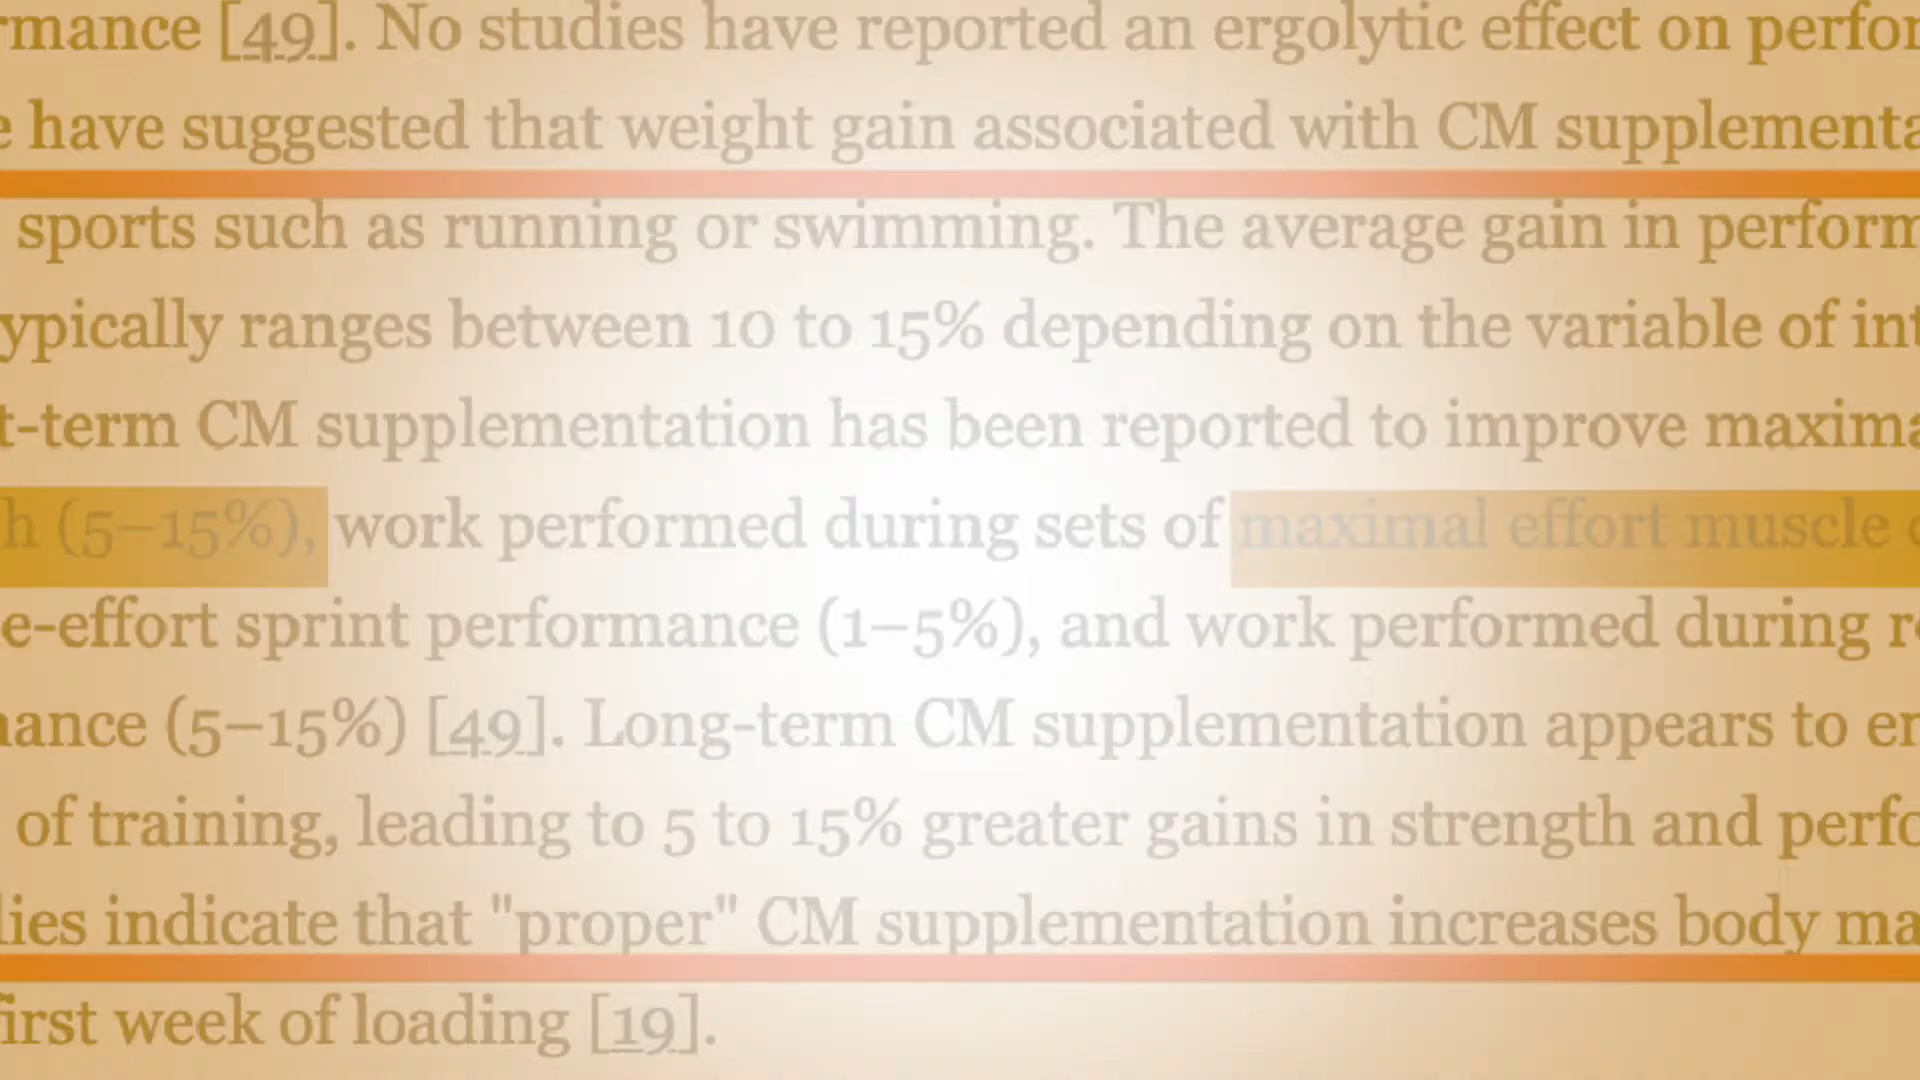 rmance [49]. No studies have reported an ergolytic effect on perfor
e have suggested that weight gain associated with CM supplementa
sports such as running or swimming. The average gain in perform
ypically ranges between 10 to 15% depending on the variable of int
t-term CM supplementation has been reported to improve maxima
h (5–15%), work performed during sets of maximal effort muscle c
e-effort sprint performance (1–5%), and work performed during re
nance (5–15%) [49]. Long-term CM supplementation appears to en
of training, leading to 5 to 15% greater gains in strength and perfo
lies indicate that "proper" CM supplementation increases body ma
first week of loading [19].